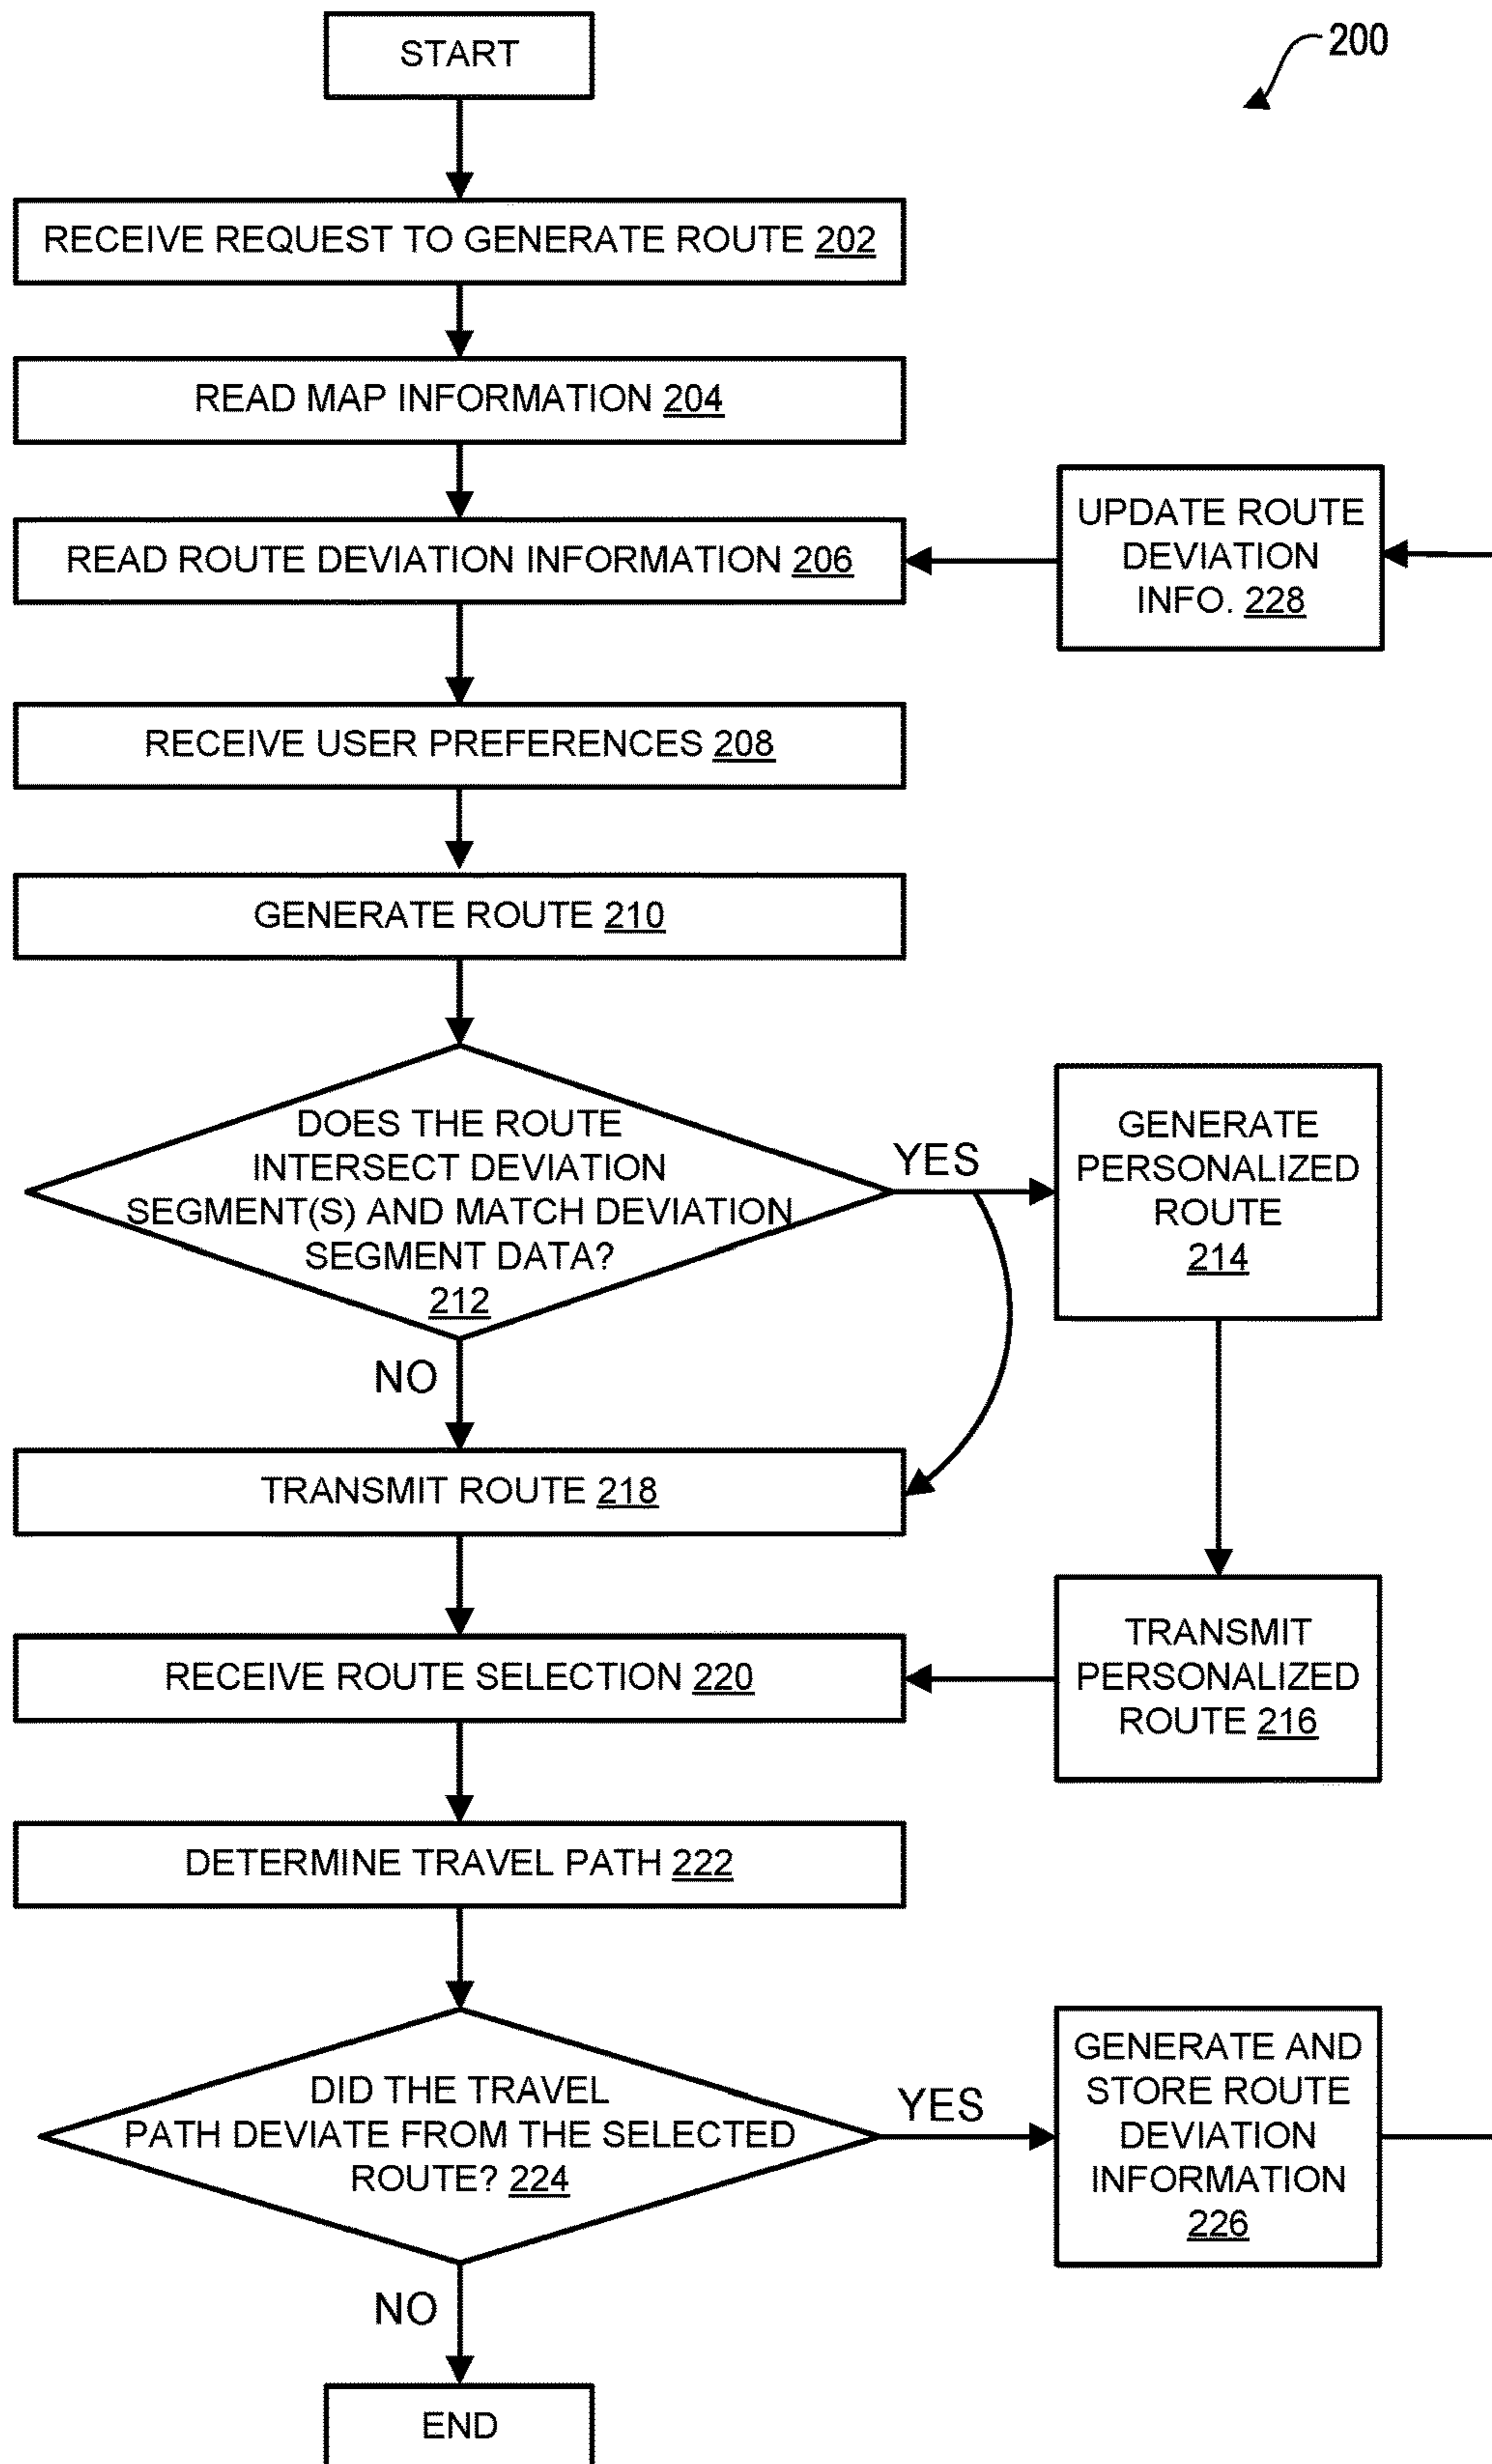 START
200
RECEIVE REQUEST TO GENERATE ROUTE 202
READ MAP INFORMATION 204
READ ROUTE DEVIATION INFORMATION 206
UPDATE ROUTE
DEVIATION
INFO. 228
RECEIVE USER PREFERENCES 208
GENERATE ROUTE 210
DOES THE ROUTE
INTERSECT DEVIATION
SEGMENT(S) AND MATCH DEVIATION
SEGMENT DATA?
212
YES
GENERATE
PERSONALIZED
ROUTE
214
NO
TRANSMIT ROUTE 218
RECEIVE ROUTE SELECTION 220
TRANSMIT
PERSONALIZED
ROUTE 216
DETERMINE TRAVEL PATH 222
DID THE TRAVEL
PATH DEVIATE FROM THE SELECTED
ROUTE? 224
YES
GENERATE AND
STORE ROUTE
DEVIATION
INFORMATION
226
NO
END